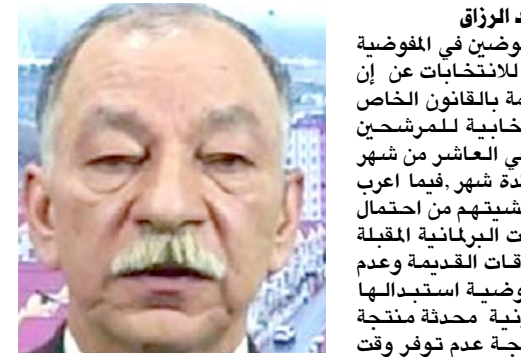 د الرزاق
وضين في المفوضية
للانتخابات عن إن
مة بالقانون الخاص
خابية للمرشحين
ي العاشر من شهر
دة شهر ,فيما اعرب
شيتهم من احتمال
ت البرلمانية المقبلة
قات القديمة وعدم
وضية استبدالها
نية محدثة منتجة
جة عدم توفر وقت